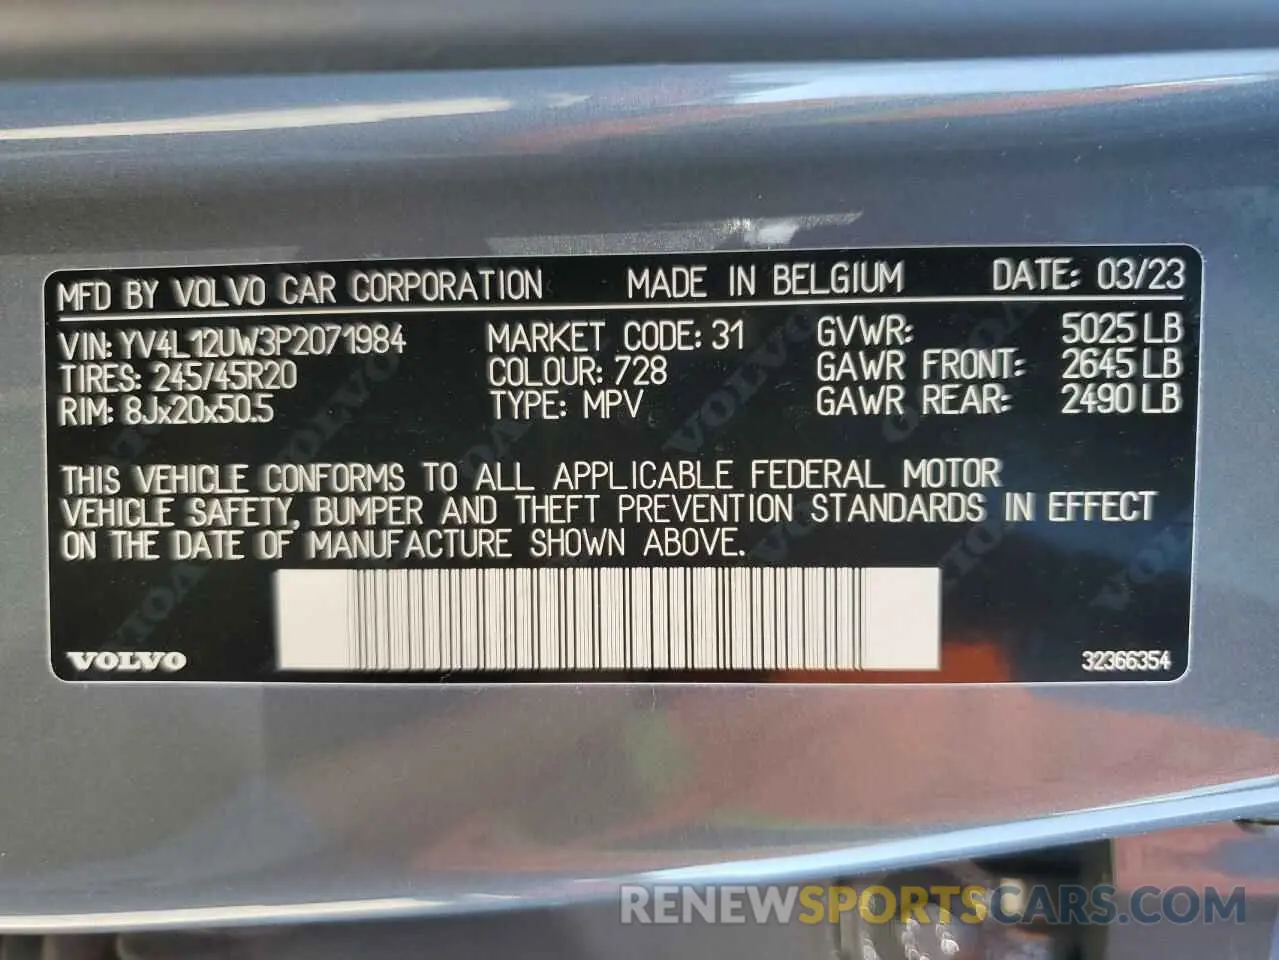 MFD BY VOLVO CAR CORPORATION MADE IN BELGIUM DATE: 03/23
VIN: YV4L12UW3P2071984 MARKET CODE: 31 GVWR: 5025 LB
TIRES: 245/45R20 COLOUR: 728 GAWR FRONT: 2645 LB
RIM: 8Jx20x50.5 TYPE: MPV GAWR REAR: 2490 LB
THIS VEHICLE CONFORMS TO ALL APPLICABLE FEDERAL MOTOR
VEHICLE SAFETY, BUMPER AND THEFT PREVENTION STANDARDS IN EFFECT
ON THE DATE OF MANUFACTURE SHOWN ABOVE.
VOLVO 32366354
RENEWSPORTSCARS.COM